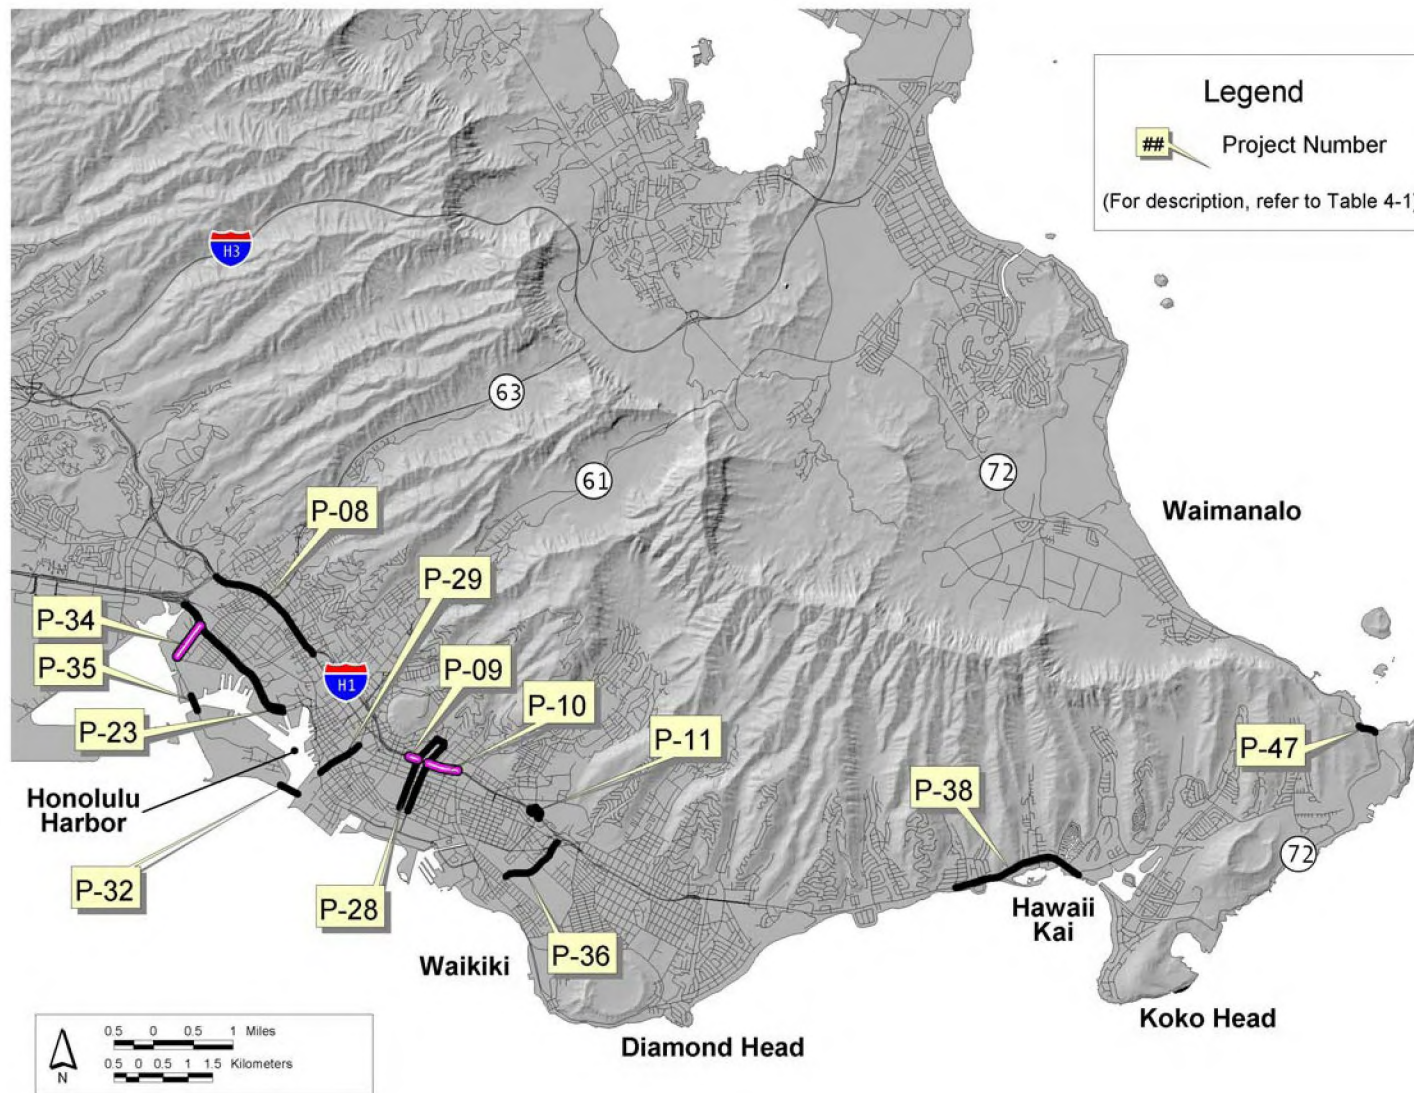 Legend
## Project Number
(For description, refer to Table 4-1)
H3
63
61
72
Waimanalo
P-08
P-29
P-34
P-35
P-09
H1
P-10
P-23
P-11
P-47
Honolulu
Harbor
P-38
P-32
P-28
72
Hawaii
Kai
P-36
Waikiki
Koko Head
Diamond Head
N
0.5 0 0.5 1 Miles
0.5 0 0.5 1 1.5 Kilometers